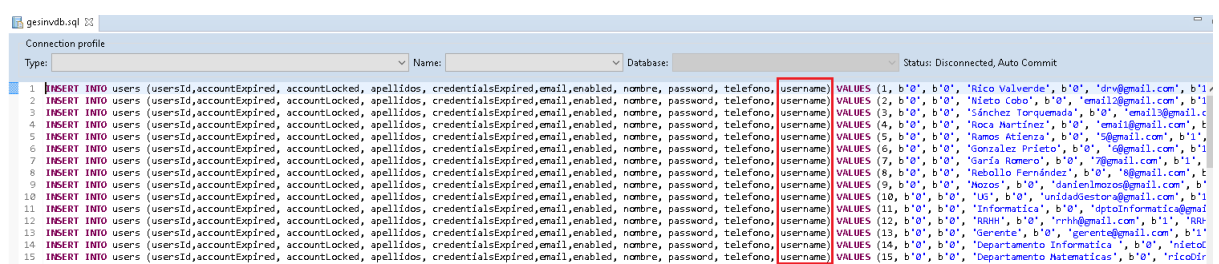 gesinvdb.sql
Connection profile
Type: Name: Database: Status: Disconnected, Auto Commit
1 INSERT INTO users (usersId,accountExpired, accountLocked, apellidos, credentialsExpired,email,enabled, nombre, password, telefono, username) VALUES (1, b'0', b'0', 'Rico Valverde', b'0', 'drv@gmail.com', b'1
2 INSERT INTO users (usersId,accountExpired, accountLocked, apellidos, credentialsExpired,email,enabled, nombre, password, telefono, username) VALUES (2, b'0', b'0', 'Nieto Cobo', b'0', 'email2@gmail.com', b'1
3 INSERT INTO users (usersId,accountExpired, accountLocked, apellidos, credentialsExpired,email,enabled, nombre, password, telefono, username) VALUES (3, b'0', b'0', 'Sánchez Torquemada', b'0', 'email3@gmail.c
4 INSERT INTO users (usersId,accountExpired, accountLocked, apellidos, credentialsExpired,email,enabled, nombre, password, telefono, username) VALUES (4, b'0', b'0', 'Roca Martínez', b'0', 'email@gmail.com', b
5 INSERT INTO users (usersId,accountExpired, accountLocked, apellidos, credentialsExpired,email,enabled, nombre, password, telefono, username) VALUES (5, b'0', b'0', 'Ramos Atienza', b'0', '5@gmail.com', b'1'
6 INSERT INTO users (usersId,accountExpired, accountLocked, apellidos, credentialsExpired,email,enabled, nombre, password, telefono, username) VALUES (6, b'0', b'0', 'Gonzalez Prieto', b'0', '6@gmail.com', b'1
7 INSERT INTO users (usersId,accountExpired, accountLocked, apellidos, credentialsExpired,email,enabled, nombre, password, telefono, username) VALUES (7, b'0', b'0', 'Garía Romero', b'0', '7@gmail.com', b'1',
8 INSERT INTO users (usersId,accountExpired, accountLocked, apellidos, credentialsExpired,email,enabled, nombre, password, telefono, username) VALUES (8, b'0', b'0', 'Rebollo Fernández', b'0', '8@gmail.com', b
9 INSERT INTO users (usersId,accountExpired, accountLocked, apellidos, credentialsExpired,email,enabled, nombre, password, telefono, username) VALUES (9, b'0', b'0', 'Mozos', b'0', 'danienlmozos@gmail.com', b
10 INSERT INTO users (usersId,accountExpired, accountLocked, apellidos, credentialsExpired,email,enabled, nombre, password, telefono, username) VALUES (10, b'0', b'0', 'UG', b'0', 'unidadGestora@gmail.com', b'1
11 INSERT INTO users (usersId,accountExpired, accountLocked, apellidos, credentialsExpired,email,enabled, nombre, password, telefono, username) VALUES (11, b'0', b'0', 'Informatica', b'0', 'dptoInformatica@gmai
12 INSERT INTO users (usersId,accountExpired, accountLocked, apellidos, credentialsExpired,email,enabled, nombre, password, telefono, username) VALUES (12, b'0', b'0', 'RRHH', b'0', 'rrhh@gmail.com', b'1', 'RRH
13 INSERT INTO users (usersId,accountExpired, accountLocked, apellidos, credentialsExpired,email,enabled, nombre, password, telefono, username) VALUES (13, b'0', b'0', 'Gerente', b'0', 'gerente@gmail.com', b'1'
14 INSERT INTO users (usersId,accountExpired, accountLocked, apellidos, credentialsExpired,email,enabled, nombre, password, telefono, username) VALUES (14, b'0', b'0', 'Departamento Informatica ', b'0', 'nietoD
15 INSERT INTO users (usersId,accountExpired, accountLocked, apellidos, credentialsExpired,email,enabled, nombre, password, telefono, username) VALUES (15, b'0', b'0', 'Departamento Matematicas', b'0', 'ricoDir